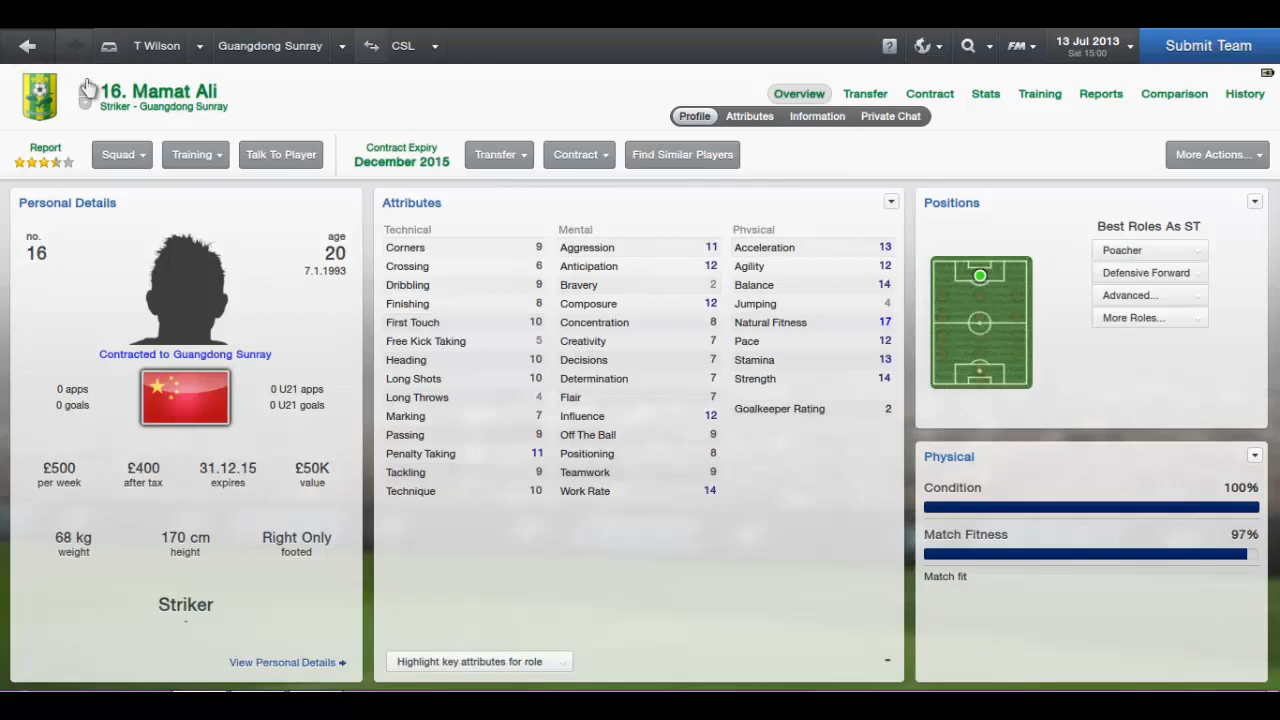 T Wilson
Guangdong Sunray
CSL
?
FM
13 Jul 2013
Sat 15:00
Submit Team
16. Mamat Ali
Striker - Guangdong Sunray
Overview
Transfer
Contract
Stats
Training
Reports
Comparison
History
Profile
Attributes
Information
Private Chat
Report
Squad
Training
Talk To Player
Contract Expiry
December 2015
Transfer
Contract
Find Similar Players
More Actions...
Personal Details
no.
16
age
20
7.1.1993
Contracted to Guangdong Sunray
0 apps
0 goals
0 U21 apps
0 U21 goals
£500
per week
£400
after tax
31.12.15
expires
£50K
value
68 kg
weight
170 cm
height
Right Only
footed
Striker
-
View Personal Details
Attributes
Technical
Corners 9
Crossing 6
Dribbling 9
Finishing 8
First Touch 10
Free Kick Taking 5
Heading 10
Long Shots 10
Long Throws 4
Marking 7
Passing 9
Penalty Taking 11
Tackling 9
Technique 10
Mental
Aggression 11
Anticipation 12
Bravery 2
Composure 12
Concentration 8
Creativity 7
Decisions 7
Determination 7
Flair 7
Influence 12
Off The Ball 9
Positioning 8
Teamwork 9
Work Rate 14
Physical
Acceleration 13
Agility 12
Balance 14
Jumping 4
Natural Fitness 17
Pace 12
Stamina 13
Strength 14
Goalkeeper Rating 2
Highlight key attributes for role
-
Positions
Best Roles As ST
Poacher
Defensive Forward
Advanced...
More Roles...
Physical
Condition 100%
Match Fitness 97%
Match fit